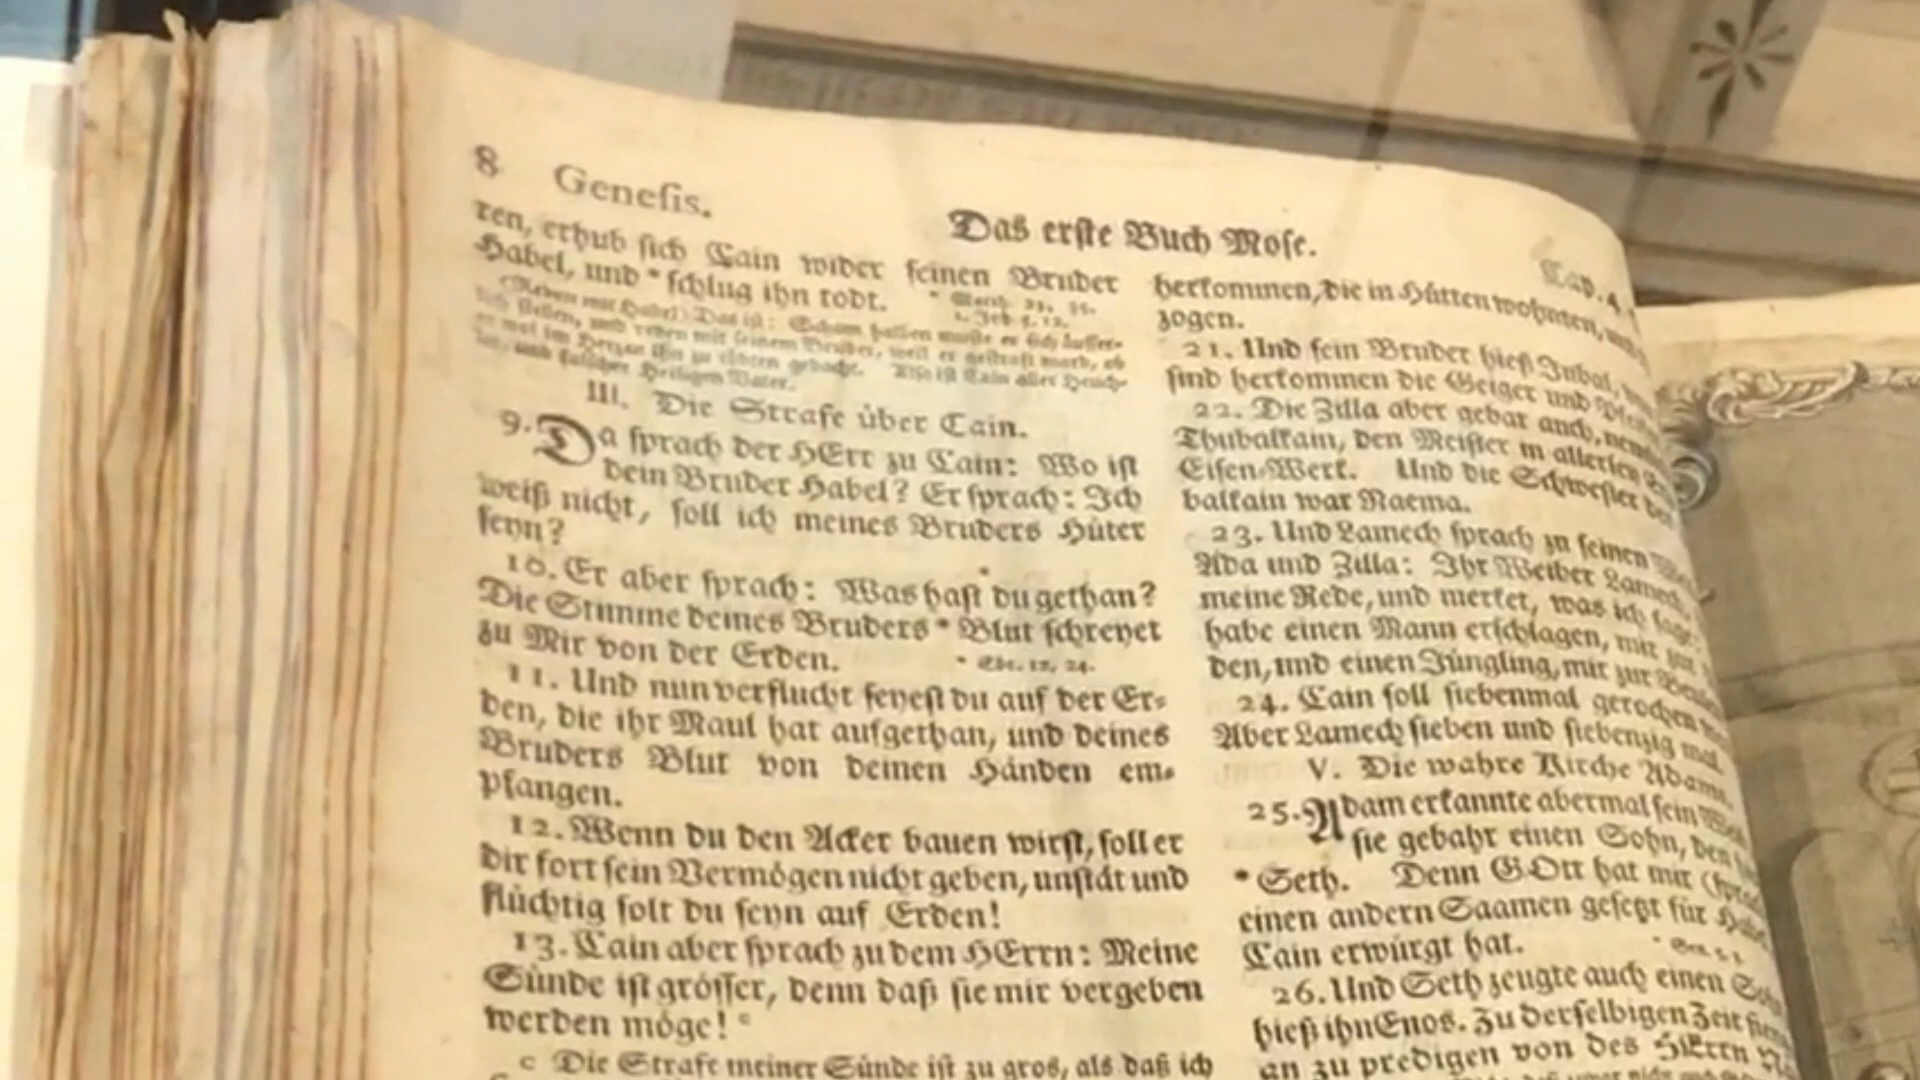 8 Genesis.
Das erste Buch Mose.
Cap. 4.
ren, erhub sich Cain wider seinen Bruder
Habel, und * schlug ihn todt.
III. Die Strafe über Cain.
9. Da sprach der HErr zu Cain: Wo ist
dein Bruder Habel? Er sprach: Ich
weiß nicht, soll ich meines Bruders Hüter
seyn?
10. Er aber sprach: Was hast du gethan?
Die Stimme deines Bruders * Blut schreyet
zu Mir von der Erden. * Ebr. 12, 24.
11. Und nun verflucht seyest du auf der Er-
den, die ihr Maul hat aufgethan, und deines
Bruders Blut von deinen Händen em-
pfangen.
12. Wenn du den Acker bauen wirst, soll er
dir fort sein Vermögen nicht geben, unstät und
flüchtig solt du seyn auf Erden!
13. Cain aber sprach zu dem HErrn: Meine
Sünde ist grösser, denn daß sie mir vergeben
werden möge! c
c Die Strafe meiner Sünde ist zu gros, als daß ich
herkommen, die in Hütten wohnten, und
zogen.
21. Und sein Bruder hieß Jubal,
sind herkommen die Geiger und
22. Die Zilla aber gebar auch,
Thubalkain, den Meister in allerley
Eisen-Werk. Und die Schwester
balkain war Naema.
23. Und Lamech sprach zu seinen
Ada und Zilla: Ihr Weiber Lamech,
meine Rede, und merket, was ich
habe einen Mann erschlagen, mir
den, und einen Jüngling, mir zur
24. Cain soll siebenmal gerochen
Aber Lamech sieben und siebenzig mal.
V. Die wahre Kirche Adams.
25. Adam erkannte abermal sein
sie gebahr einen Sohn, den
* Seth. Denn GOtt hat mir
einen andern Saamen gesetzt für
Cain erwürgt hat.
26. Und Seth zeugte auch einen
hieß ihn Enos. Zu derselbigen Zeit
an zu predigen von des HErrn